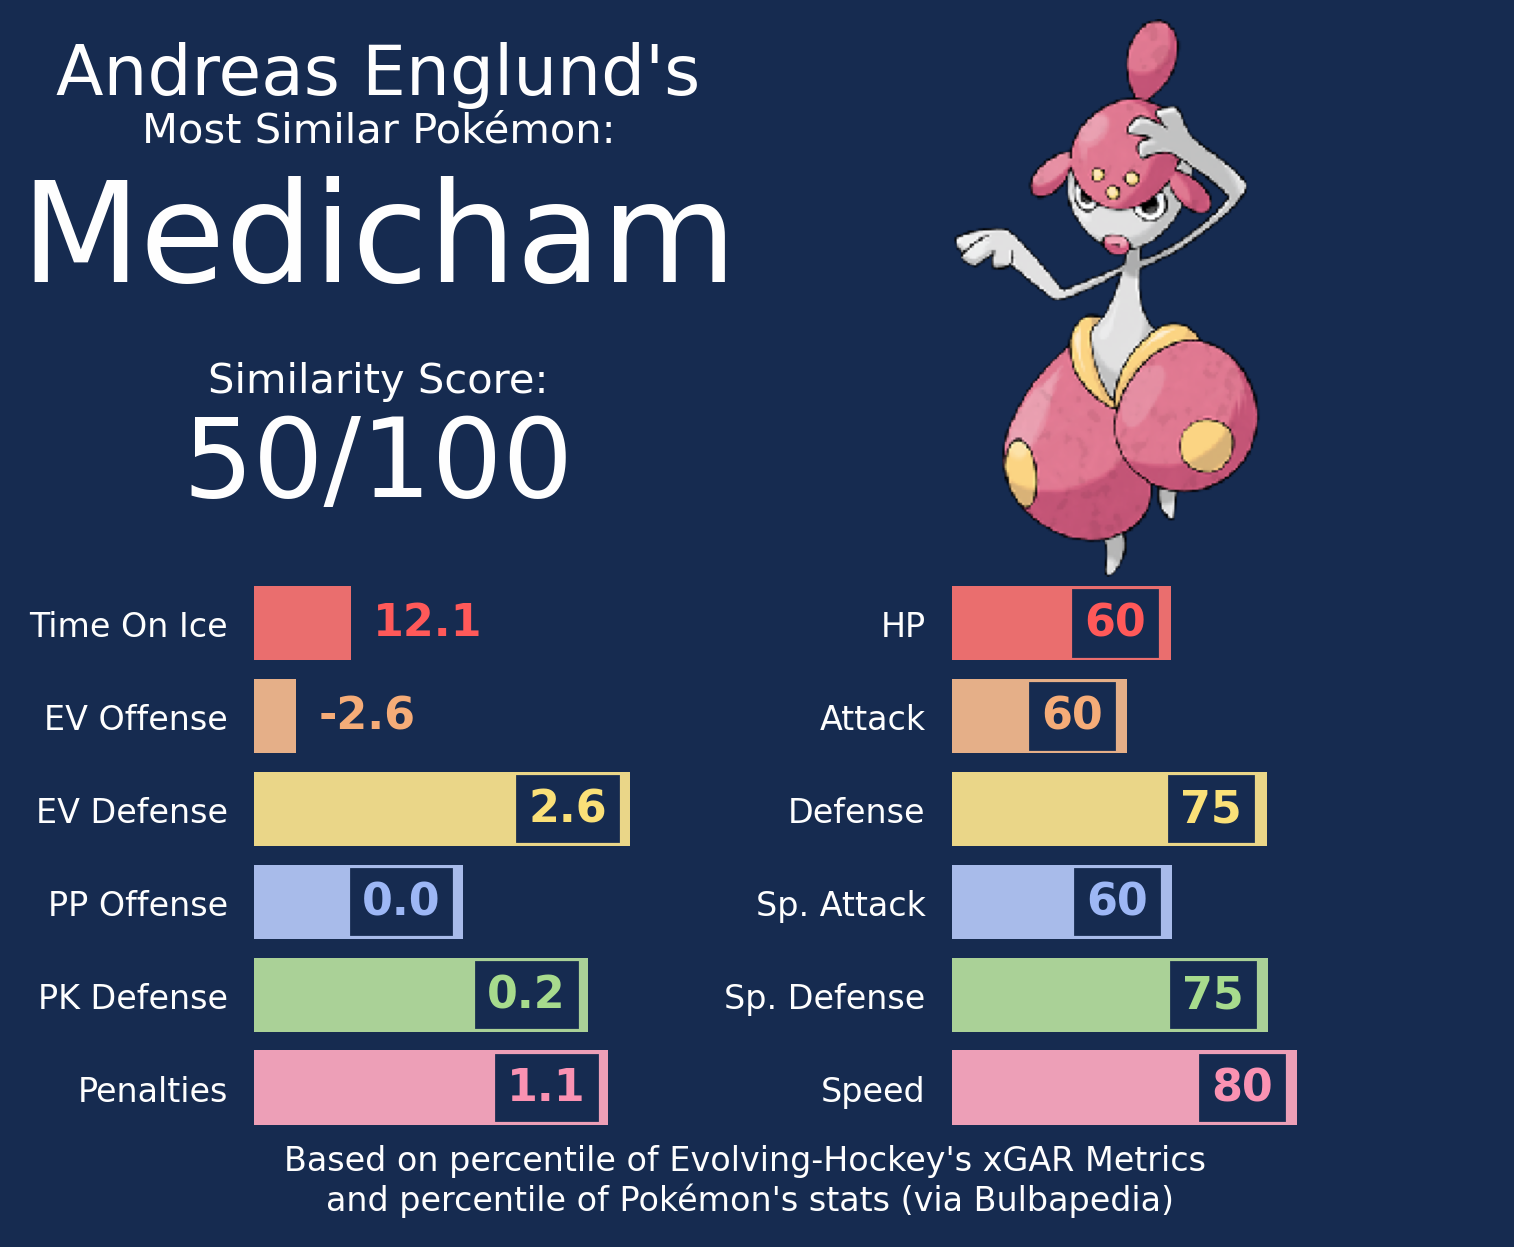 Andreas Englund's
Most Similar Pokémon:
Medicham
Similarity Score:
50/100
Time On Ice 12.1
EV Offense -2.6
EV Defense 2.6
PP Offense 0.0
PK Defense 0.2
Penalties 1.1
HP 60
Attack 60
Defense 75
Sp. Attack 60
Sp. Defense 75
Speed 80
Based on percentile of Evolving-Hockey's xGAR Metrics
and percentile of Pokémon's stats (via Bulbapedia)